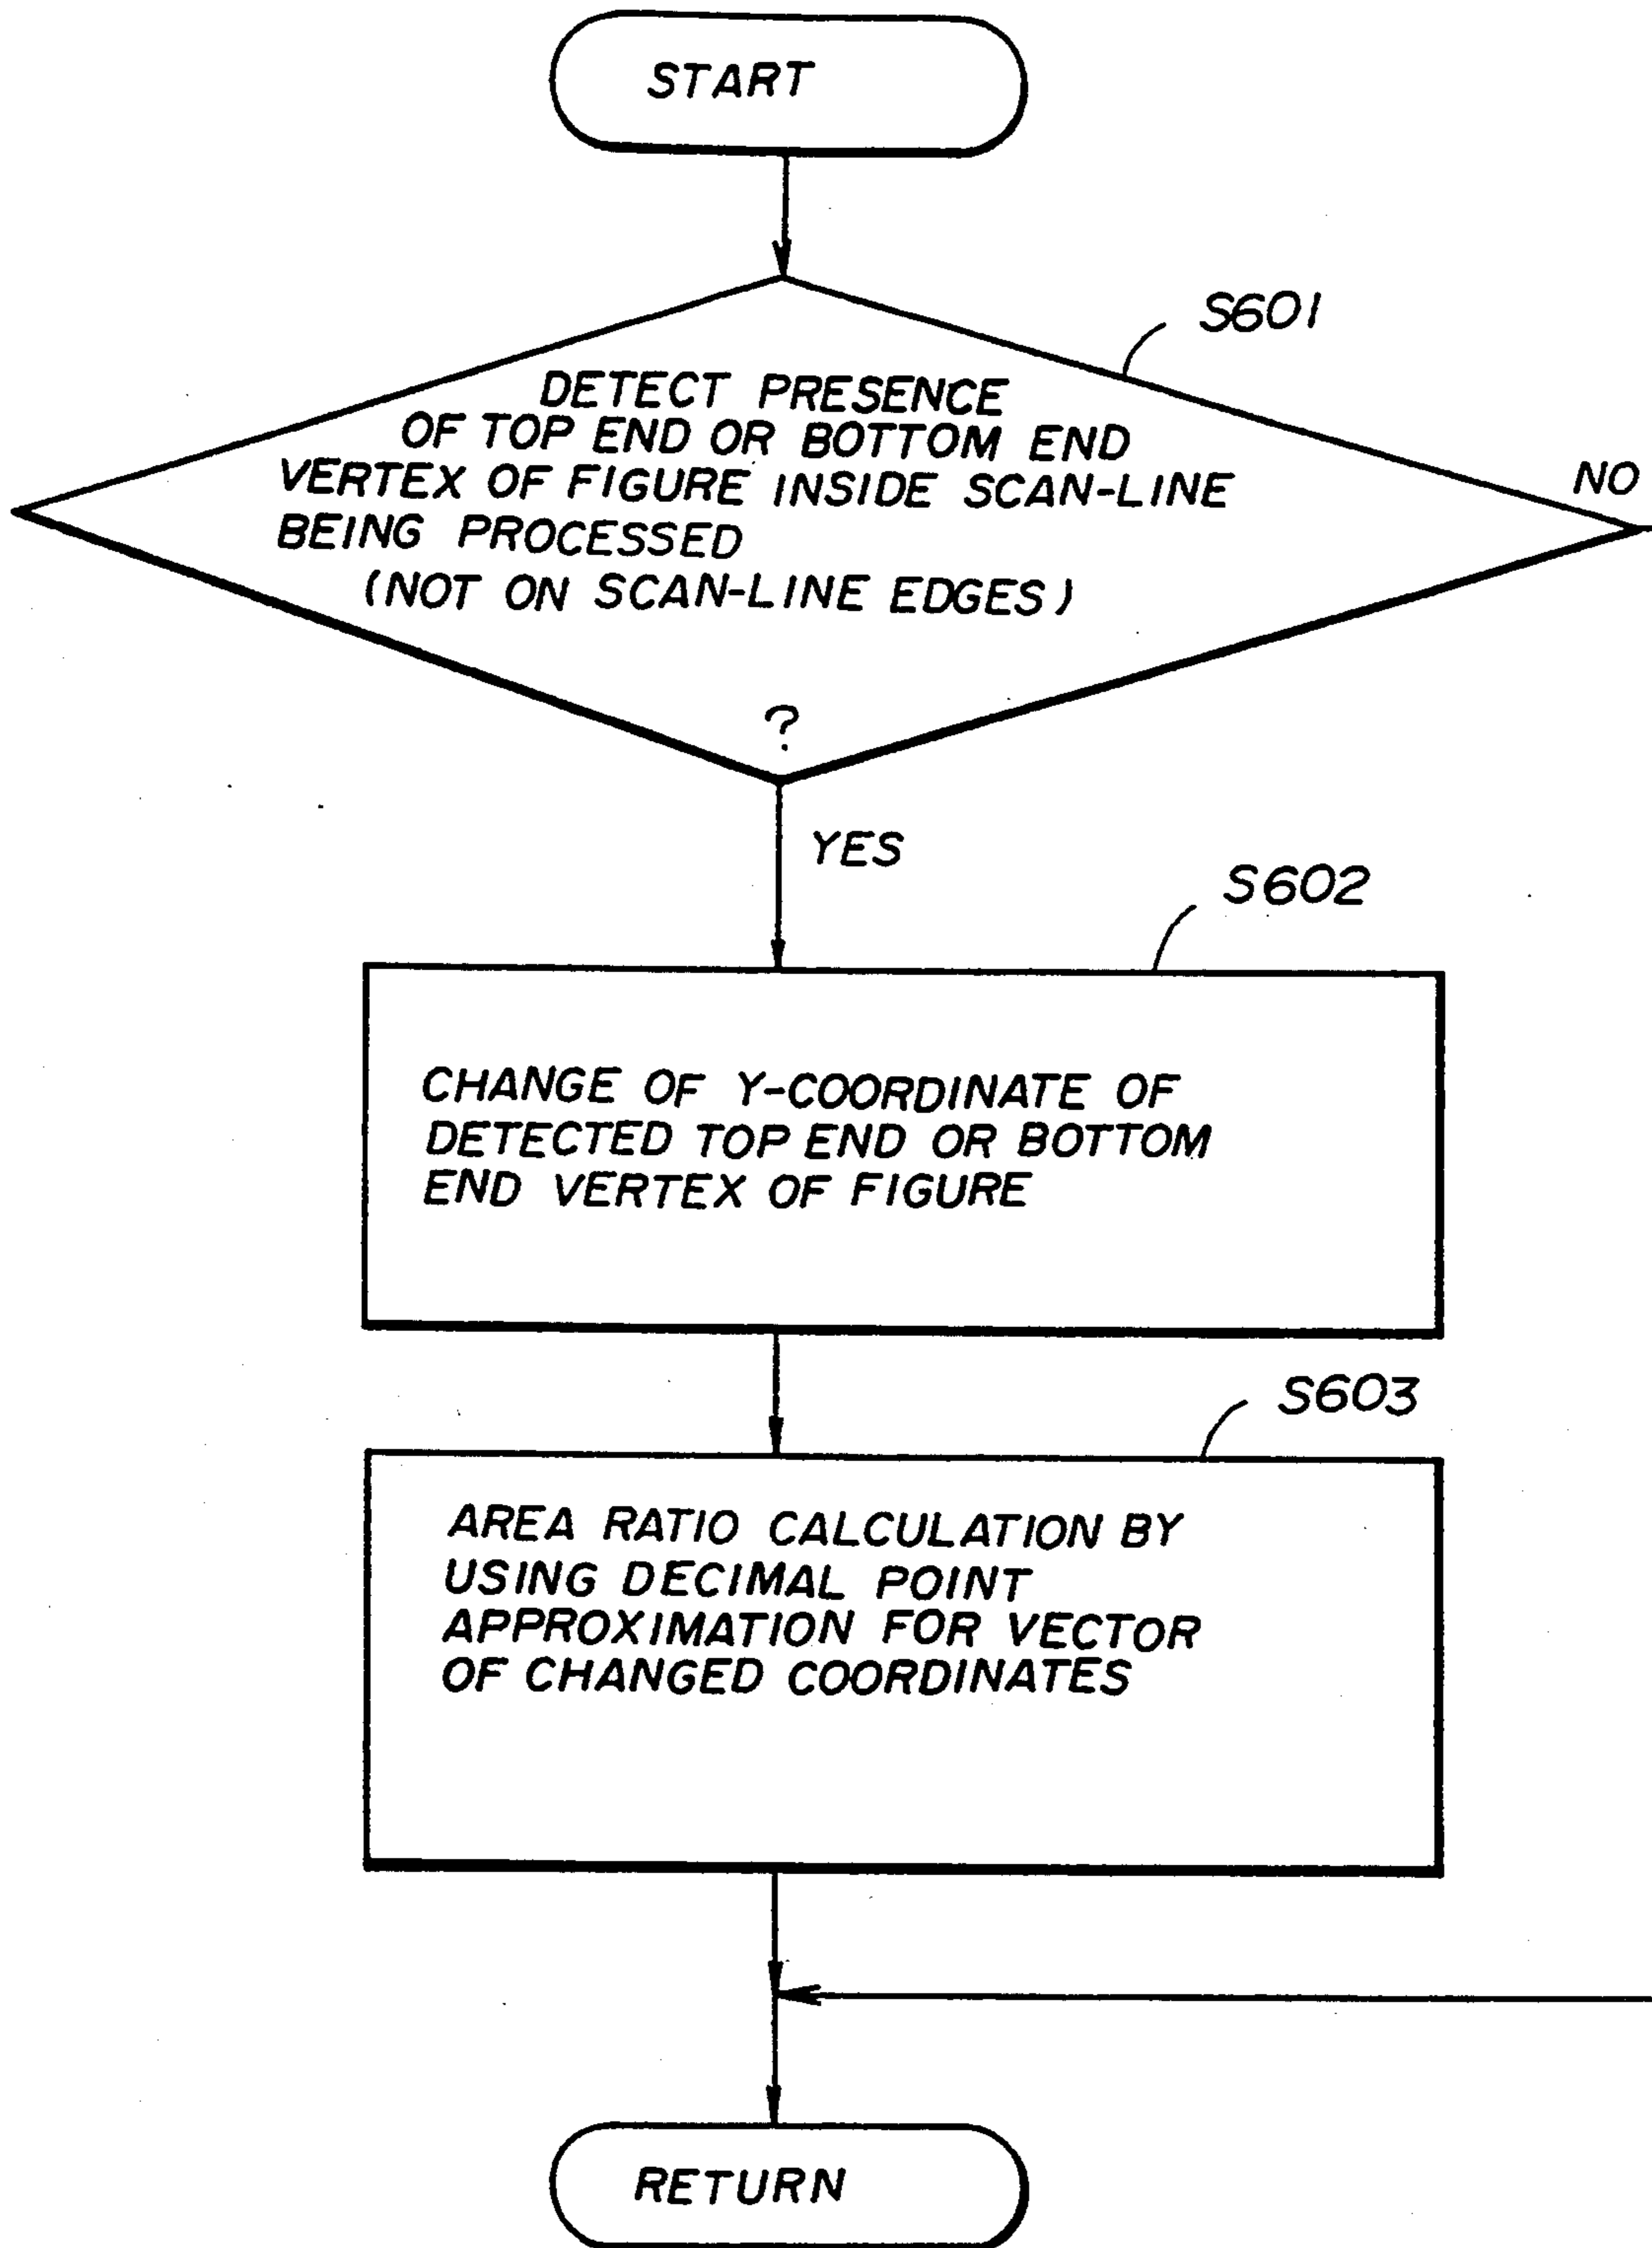 START
S601
DETECT PRESENCE
OF TOP END OR BOTTOM END
VERTEX OF FIGURE INSIDE SCAN-LINE
BEING PROCESSED
(NOT ON SCAN-LINE EDGES)
?
NO
YES
S602
CHANGE OF Y-COORDINATE OF
DETECTED TOP END OR BOTTOM
END VERTEX OF FIGURE
S603
AREA RATIO CALCULATION BY
USING DECIMAL POINT
APPROXIMATION FOR VECTOR
OF CHANGED COORDINATES
RETURN